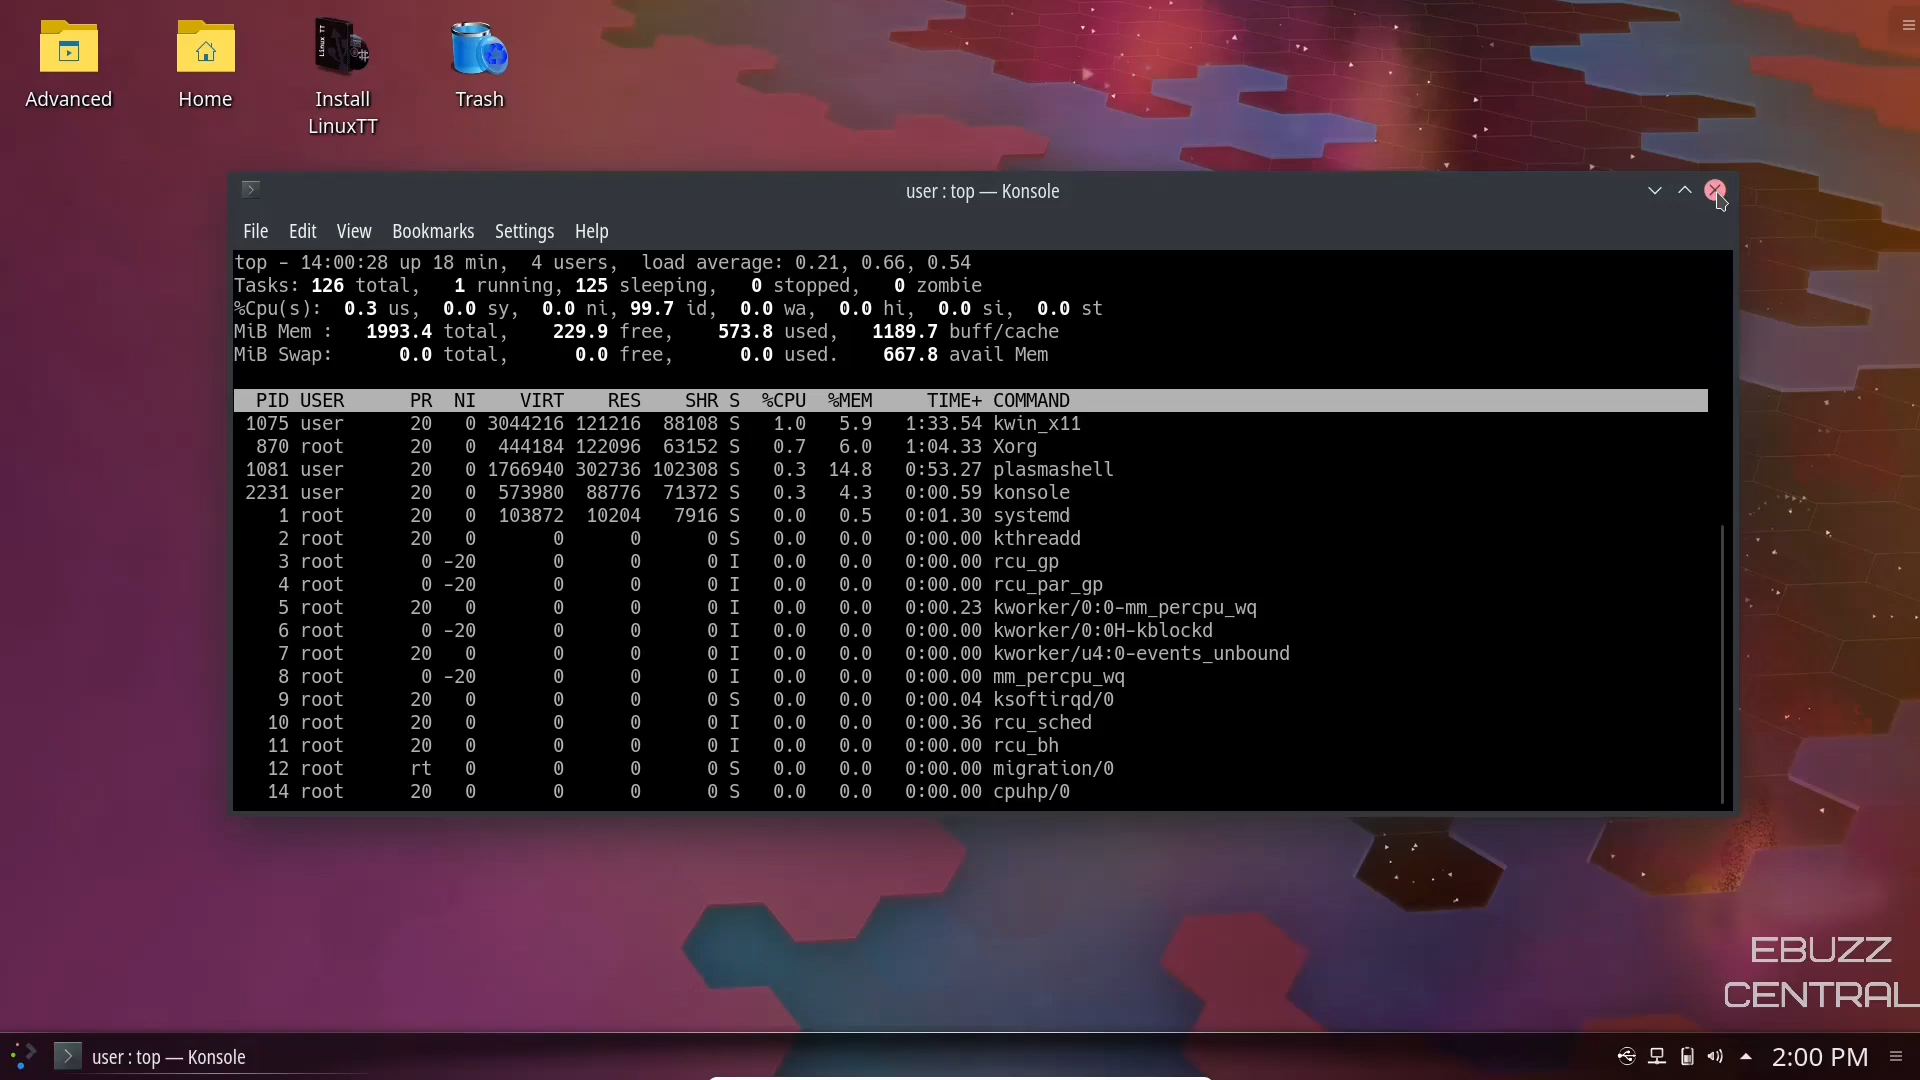 Advanced
Home
Install
LinuxTT
Trash
user : top — Konsole
File Edit View Bookmarks Settings Help
top - 14:00:28 up 18 min,  4 users,  load average: 0.21, 0.66, 0.54
Tasks: 126 total,   1 running, 125 sleeping,   0 stopped,   0 zombie
%Cpu(s):  0.3 us,  0.0 sy,  0.0 ni, 99.7 id,  0.0 wa,  0.0 hi,  0.0 si,  0.0 st
MiB Mem :   1993.4 total,    229.9 free,    573.8 used,   1189.7 buff/cache
MiB Swap:      0.0 total,      0.0 free,      0.0 used.    667.8 avail Mem
PID USER      PR  NI    VIRT    RES    SHR S  %CPU  %MEM     TIME+ COMMAND
1075 user      20   0 3044216 121216  88108 S   1.0   5.9   1:33.54 kwin_x11
870 root      20   0  444184 122096  63152 S   0.7   6.0   1:04.33 Xorg
1081 user      20   0 1766940 302736 102308 S   0.3  14.8   0:53.27 plasmashell
2231 user      20   0  573980  88776  71372 S   0.3   4.3   0:00.59 konsole
1 root      20   0  103872  10204   7916 S   0.0   0.5   0:01.30 systemd
2 root      20   0       0      0      0 S   0.0   0.0   0:00.00 kthreadd
3 root       0 -20       0      0      0 I   0.0   0.0   0:00.00 rcu_gp
4 root       0 -20       0      0      0 I   0.0   0.0   0:00.00 rcu_par_gp
5 root      20   0       0      0      0 I   0.0   0.0   0:00.23 kworker/0:0-mm_percpu_wq
6 root       0 -20       0      0      0 I   0.0   0.0   0:00.00 kworker/0:0H-kblockd
7 root      20   0       0      0      0 I   0.0   0.0   0:00.00 kworker/u4:0-events_unbound
8 root       0 -20       0      0      0 I   0.0   0.0   0:00.00 mm_percpu_wq
9 root      20   0       0      0      0 S   0.0   0.0   0:00.04 ksoftirqd/0
10 root      20   0       0      0      0 I   0.0   0.0   0:00.36 rcu_sched
11 root      20   0       0      0      0 I   0.0   0.0   0:00.00 rcu_bh
12 root      rt   0       0      0      0 S   0.0   0.0   0:00.00 migration/0
14 root      20   0       0      0      0 S   0.0   0.0   0:00.00 cpuhp/0
EBUZZ
CENTRAL
user : top — Konsole
2:00 PM